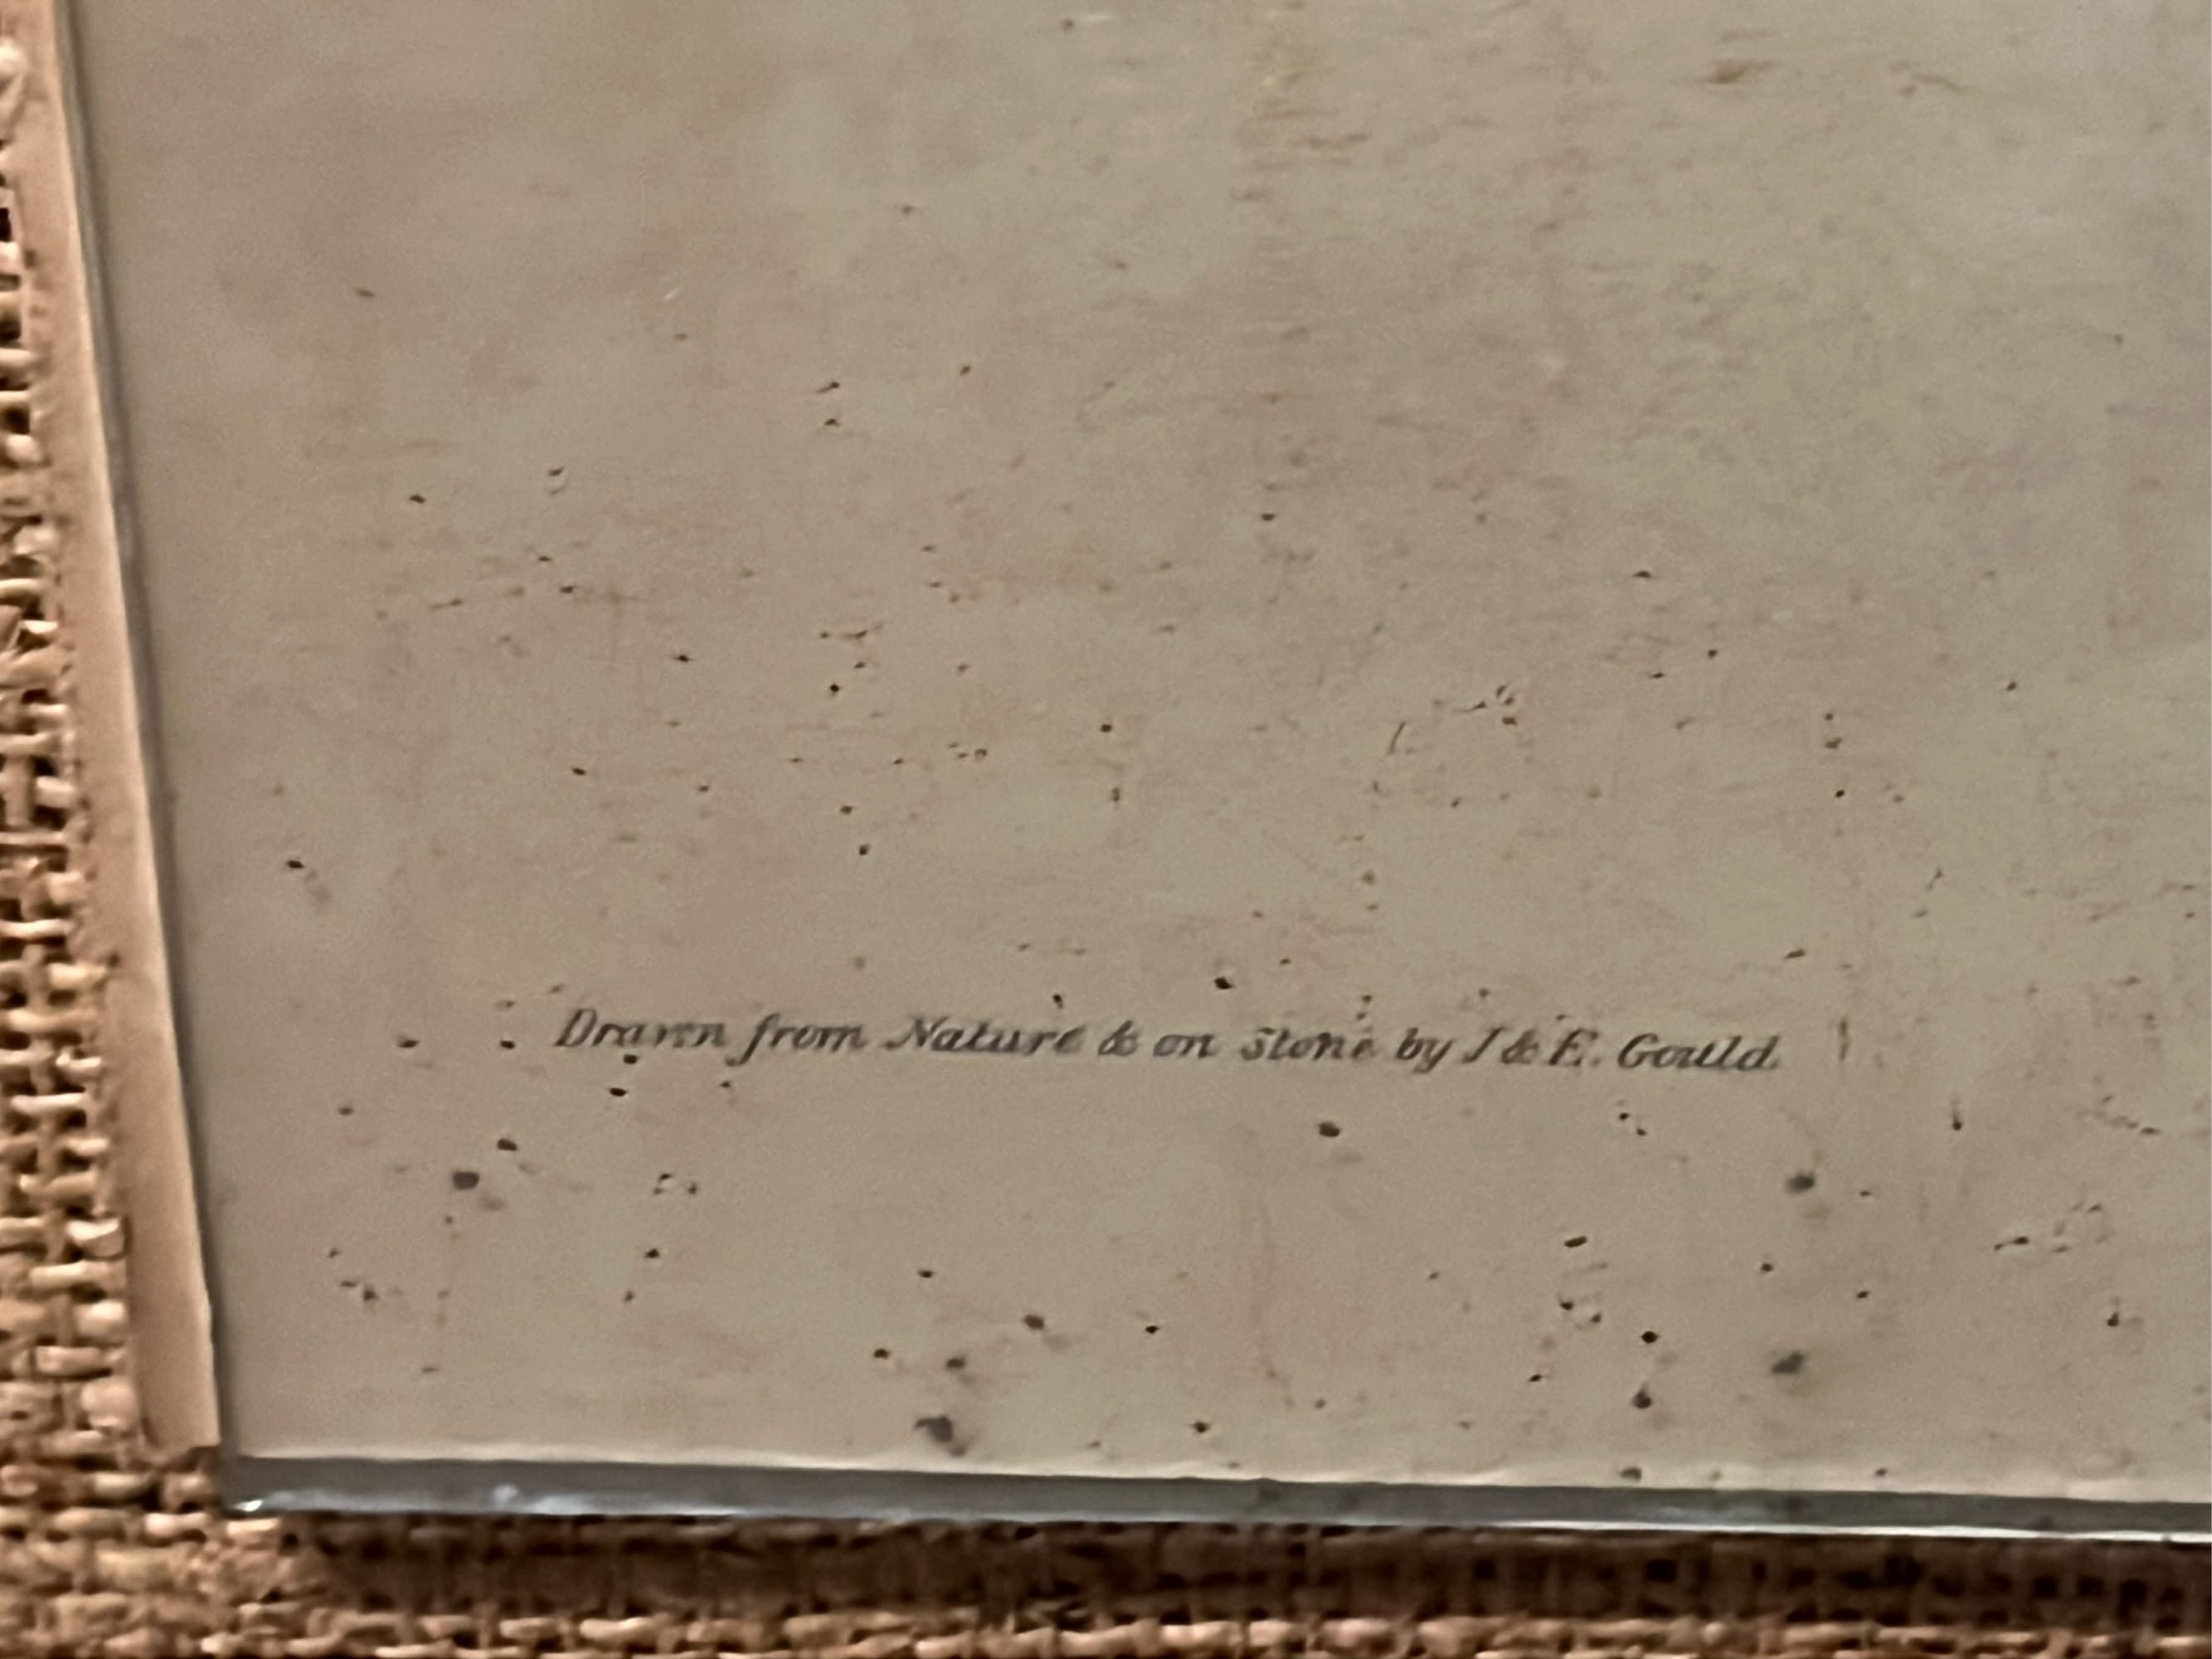 Drawn from Nature & on Stone by J & E. Gould.